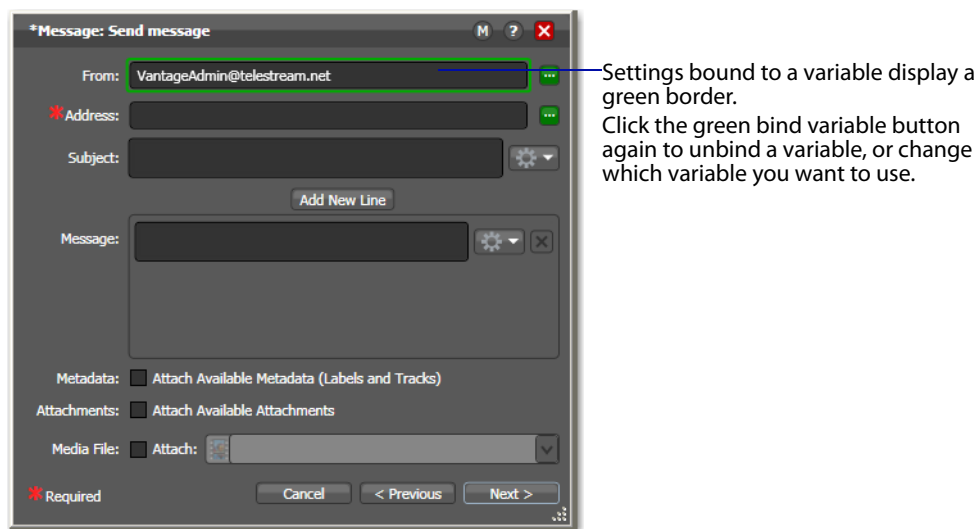 *Message: Send message M ?
From: VantageAdmin@telestream.net
Settings bound to a variable display a
green border.
Click the green bind variable button
again to unbind a variable, or change
which variable you want to use.
*Address:
Subject:
Add New Line
Message:
Metadata: Attach Available Metadata (Labels and Tracks)
Attachments: Attach Available Attachments
Media File: Attach:
*Required Cancel < Previous Next >